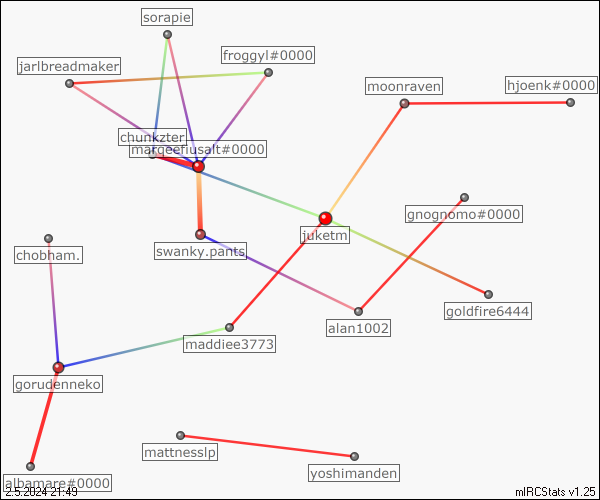 sorapie
froggyl#0000
jarlbreadmaker
moonraven
hjoenk#0000
chunkzter
marqeefiusalt#0000
gnognomo#0000
juketm
swanky.pants
chobham.
goldfire6444
alan1002
maddiee3773
gorudenneko
mattnesslp
yoshimanden
albamare#0000
2.5.2024 21:49
mIRCStats v1.25